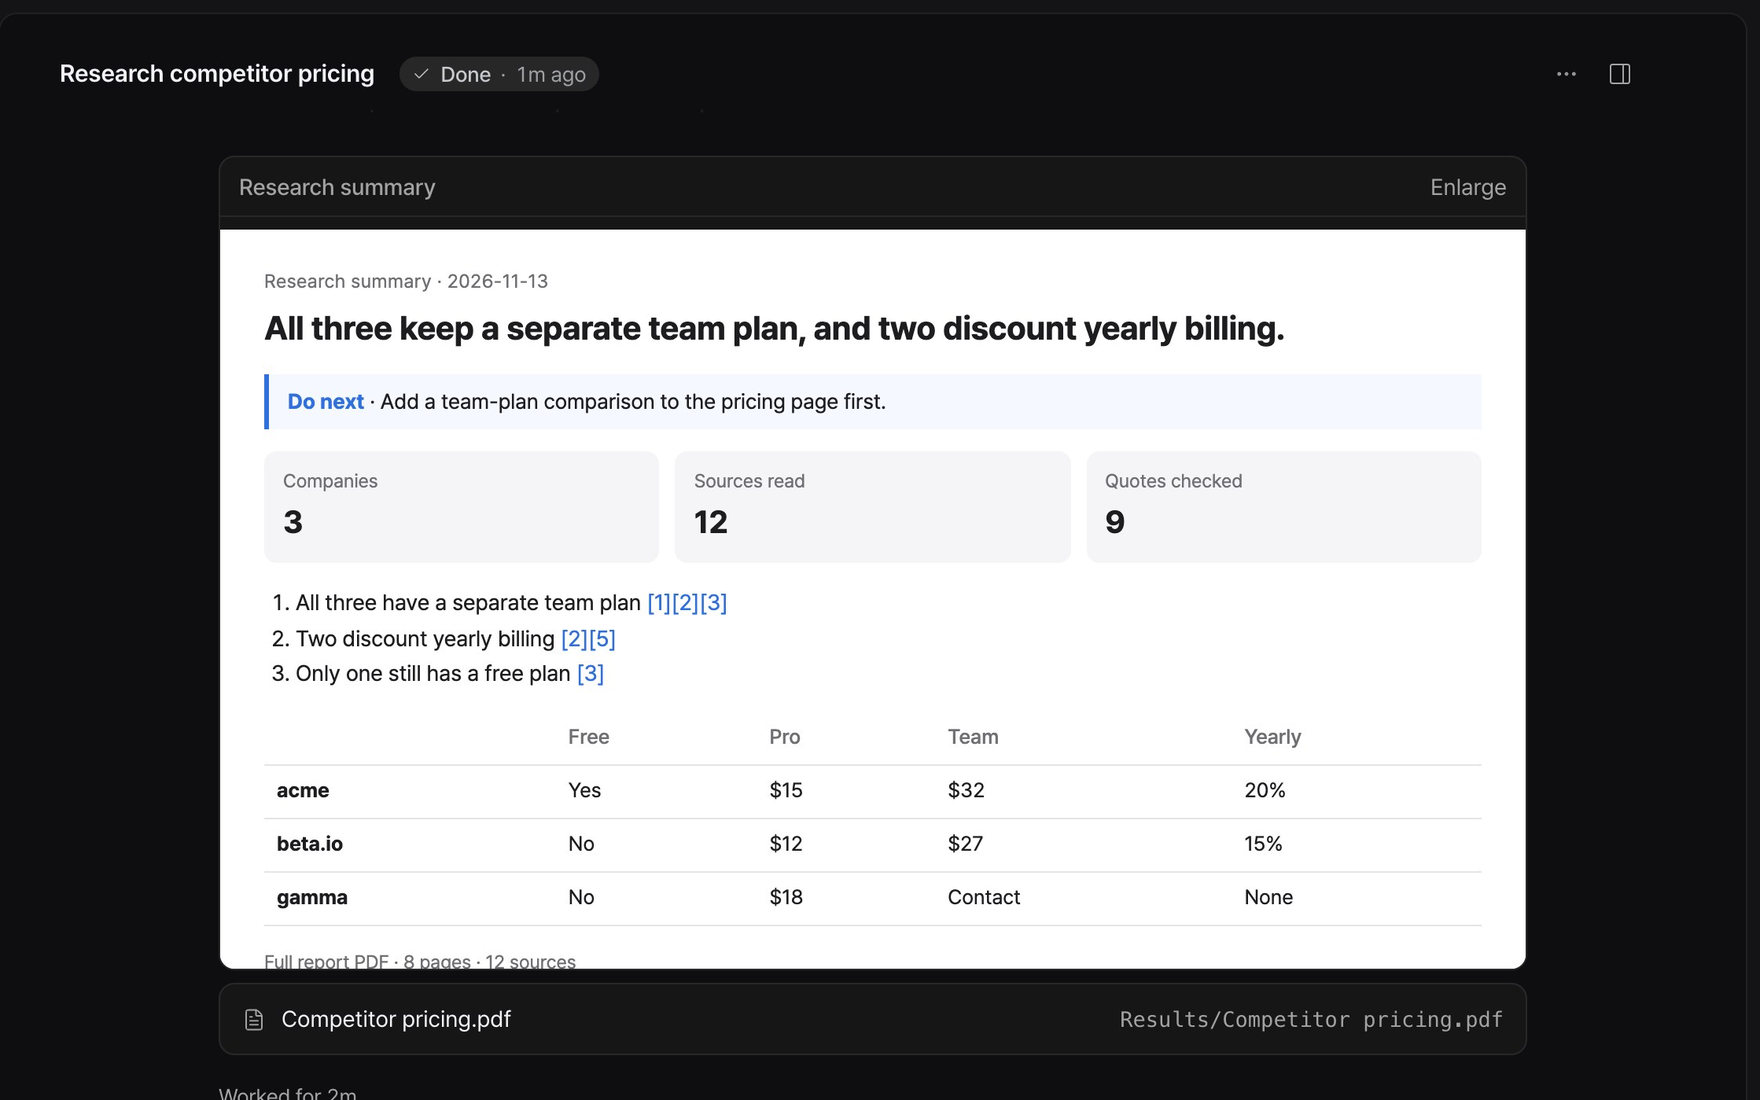 Research competitor pricing
Done · 1m ago
Research summary
Enlarge
Research summary · 2026-11-13
All three keep a separate team plan, and two discount yearly billing.
Do next · Add a team-plan comparison to the pricing page first.
Companies
3
Sources read
12
Quotes checked
9
1. All three have a separate team plan [1][2][3]
2. Two discount yearly billing [2][5]
3. Only one still has a free plan [3]
Free Pro Team Yearly
acme Yes $15 $32 20%
beta.io No $12 $27 15%
gamma No $18 Contact None
Full report PDF · 8 pages · 12 sources
Competitor pricing.pdf
Results/Competitor pricing.pdf
Worked for 2m